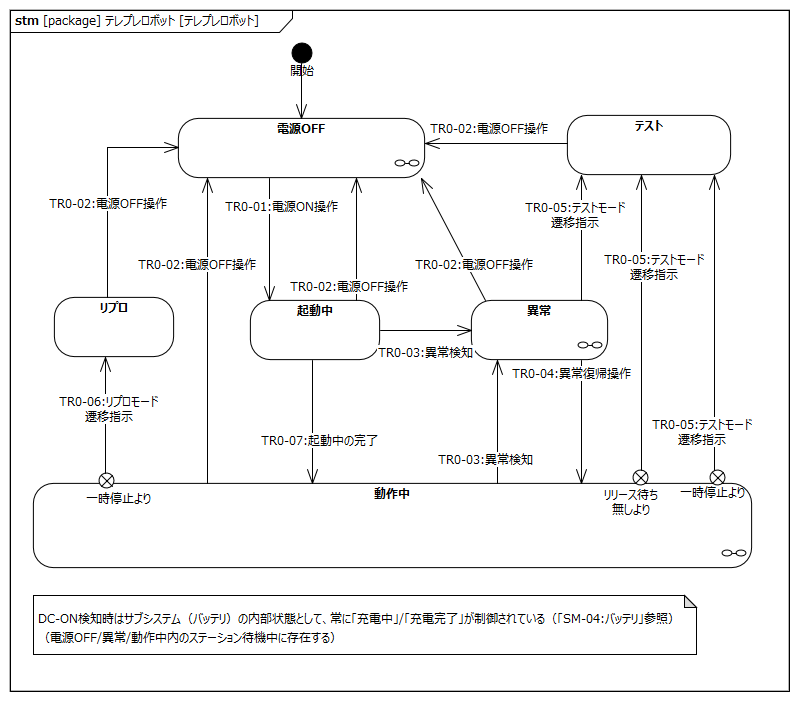 stm [package] テレプレロボット [テレプレロボット]
開始
電源OFF
テスト
TR0-02:電源OFF操作
TR0-02:電源OFF操作
TR0-01:電源ON操作
TR0-05:テストモード
遷移指示
TR0-02:電源OFF操作
TR0-02:電源OFF操作
TR0-05:テストモード
遷移指示
TR0-02:電源OFF操作
リプロ
起動中
異常
TR0-03:異常検知
TR0-04:異常復帰操作
TR0-06:リプロモード
遷移指示
TR0-05:テストモード
遷移指示
TR0-07:起動中の完了
TR0-03:異常検知
一時停止より
動作中
リリース待ち
無しより
一時停止より
DC-ON検知時はサブシステム（バッテリ）の内部状態として、常に「充電中」/「充電完了」が制御されている（「SM-04:バッテリ」参照）
（電源OFF/異常/動作中内のステーション待機中に存在する）